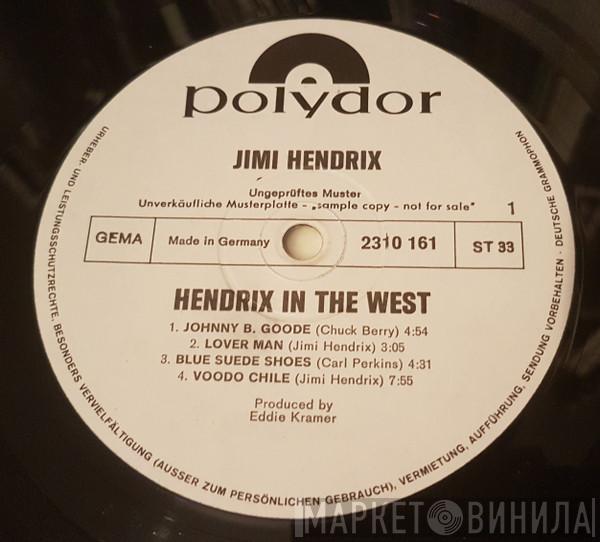 polydor
JIMI HENDRIX
Ungeprüftes Muster
Unverkäufliche Musterplatte - „sample copy - not for sale"
1
GEMA
Made in Germany
2310 161
ST 33
HENDRIX IN THE WEST
1. JOHNNY B. GOODE (Chuck Berry) 4:54
2. LOVER MAN (Jimi Hendrix) 3:05
3. BLUE SUEDE SHOES (Carl Perkins) 4:31
4. VOODO CHILE (Jimi Hendrix) 7:55
Produced by
Eddie Kramer
URHEBER- UND LEISTUNGSSCHUTZRECHTE, BESONDERS VERVIELFÄLTIGUNG (AUSSER ZUM PERSÖNLICHEN GEBRAUCH), VERMIETUNG, AUFFÜHRUNG, SENDUNG VORBEHALTEN - DEUTSCHE GRAMMOPHON
МАРКЕТ ВИНИЛА